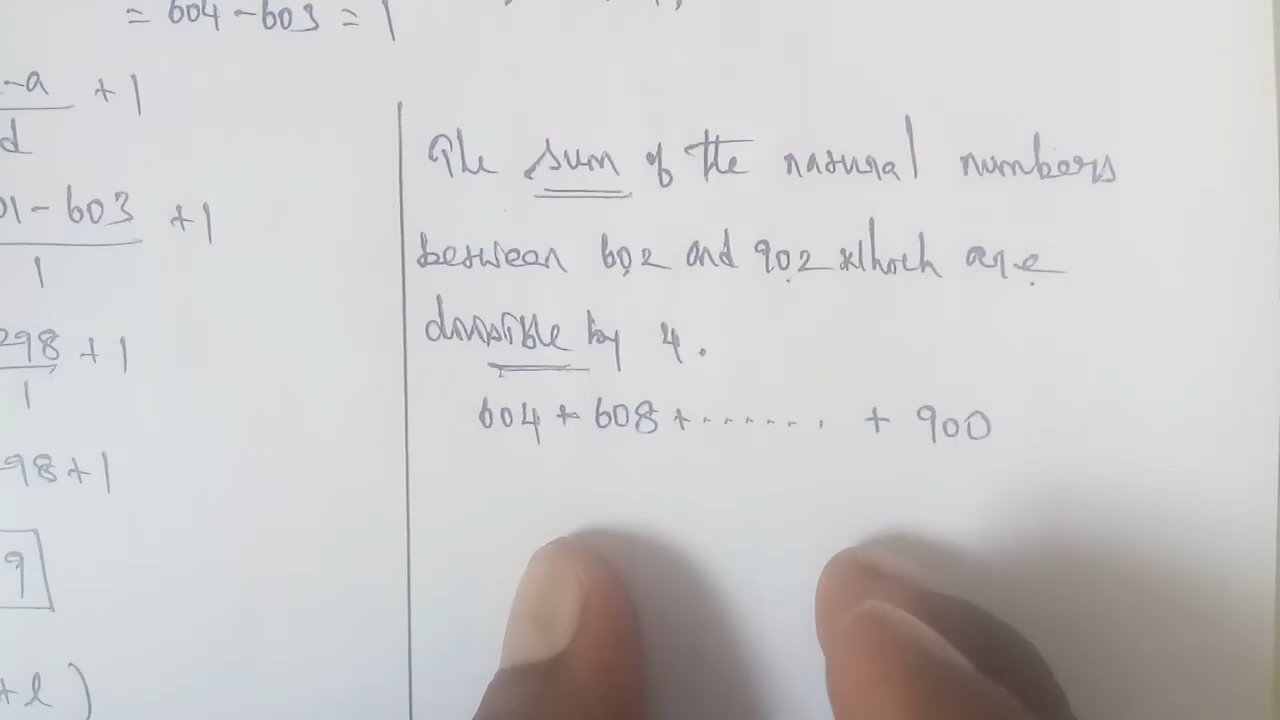 = 604 - 603 = 1
-a + 1
d
01 - 603 + 1
1
298 + 1
1
98 + 1
9
+ l )
The sum of the natural numbers
between 602 and 902 which are
divisible by 4.
604 + 608 + ........ + 900